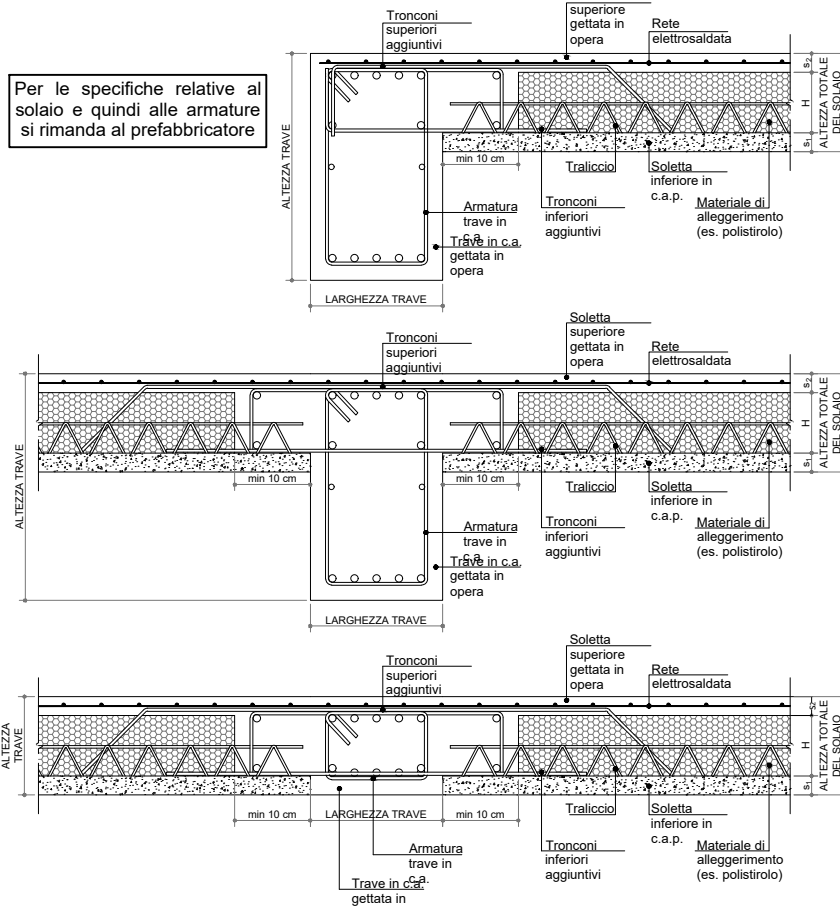 Per le specifiche relative al
solaio e quindi alle armature
si rimanda al prefabbricatore
Tronconi
superiori
aggiuntivi
superiore
gettata in
opera
Rete
elettrosaldata
ALTEZZA TRAVE
S2
H
S1
ALTEZZA TOTALE
DEL SOLAIO
min 10 cm
Traliccio
Soletta
inferiore in
c.a.p.
Armatura
trave in
c.a.
Trave in c.a.
gettata in
opera
Tronconi
inferiori
aggiuntivi
Materiale di
alleggerimento
(es. polistirolo)
LARGHEZZA TRAVE
Tronconi
superiori
aggiuntivi
Soletta
superiore
gettata in
opera
Rete
elettrosaldata
ALTEZZA TRAVE
S2
H
S1
ALTEZZA TOTALE
DEL SOLAIO
min 10 cm
min 10 cm
Traliccio
Soletta
inferiore in
c.a.p.
Armatura
trave in
c.a.
Trave in c.a.
gettata in
opera
Tronconi
inferiori
aggiuntivi
Materiale di
alleggerimento
(es. polistirolo)
LARGHEZZA TRAVE
Tronconi
superiori
aggiuntivi
Soletta
superiore
gettata in
opera
Rete
elettrosaldata
ALTEZZA
TRAVE
S2
H
S1
ALTEZZA TOTALE
DEL SOLAIO
min 10 cm
LARGHEZZA TRAVE
min 10 cm
Traliccio
Soletta
inferiore in
c.a.p.
Armatura
trave in
c.a.
Tronconi
inferiori
aggiuntivi
Materiale di
alleggerimento
(es. polistirolo)
Trave in c.a.
gettata in